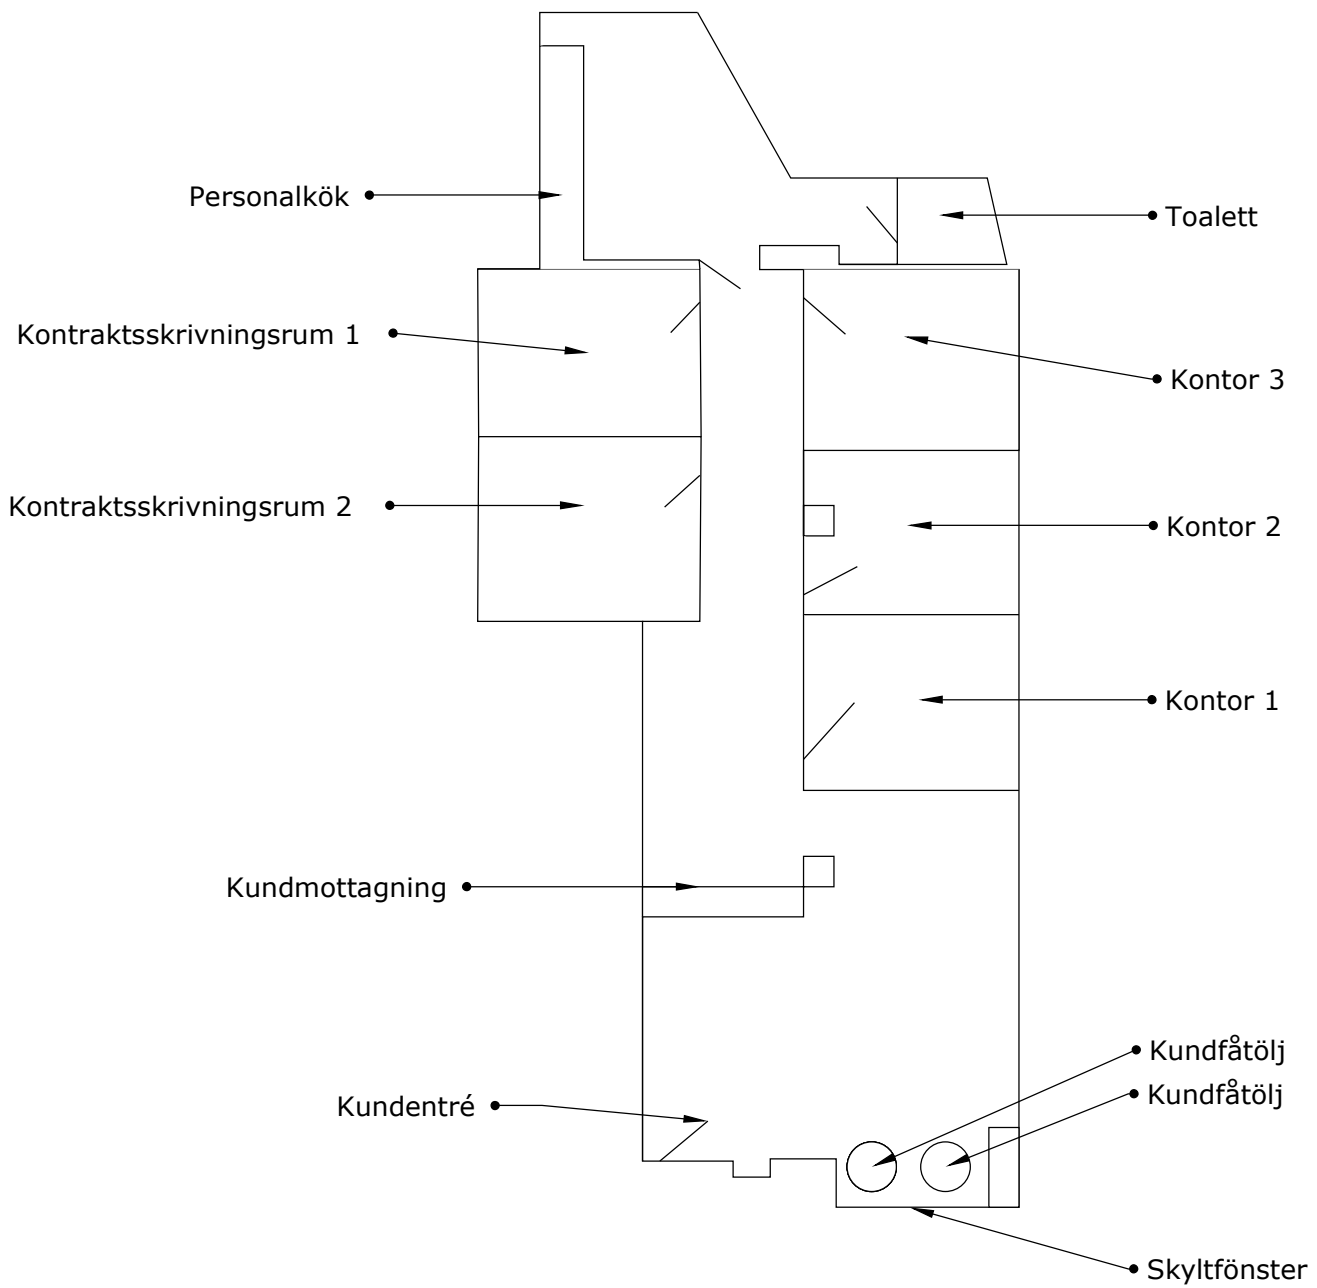 Personalkök
Toalett
Kontraktsskrivningsrum 1
Kontor 3
Kontraktsskrivningsrum 2
Kontor 2
Kontor 1
Kundmottagning
Kundfåtölj
Kundfåtölj
Kundentré
Skyltfönster